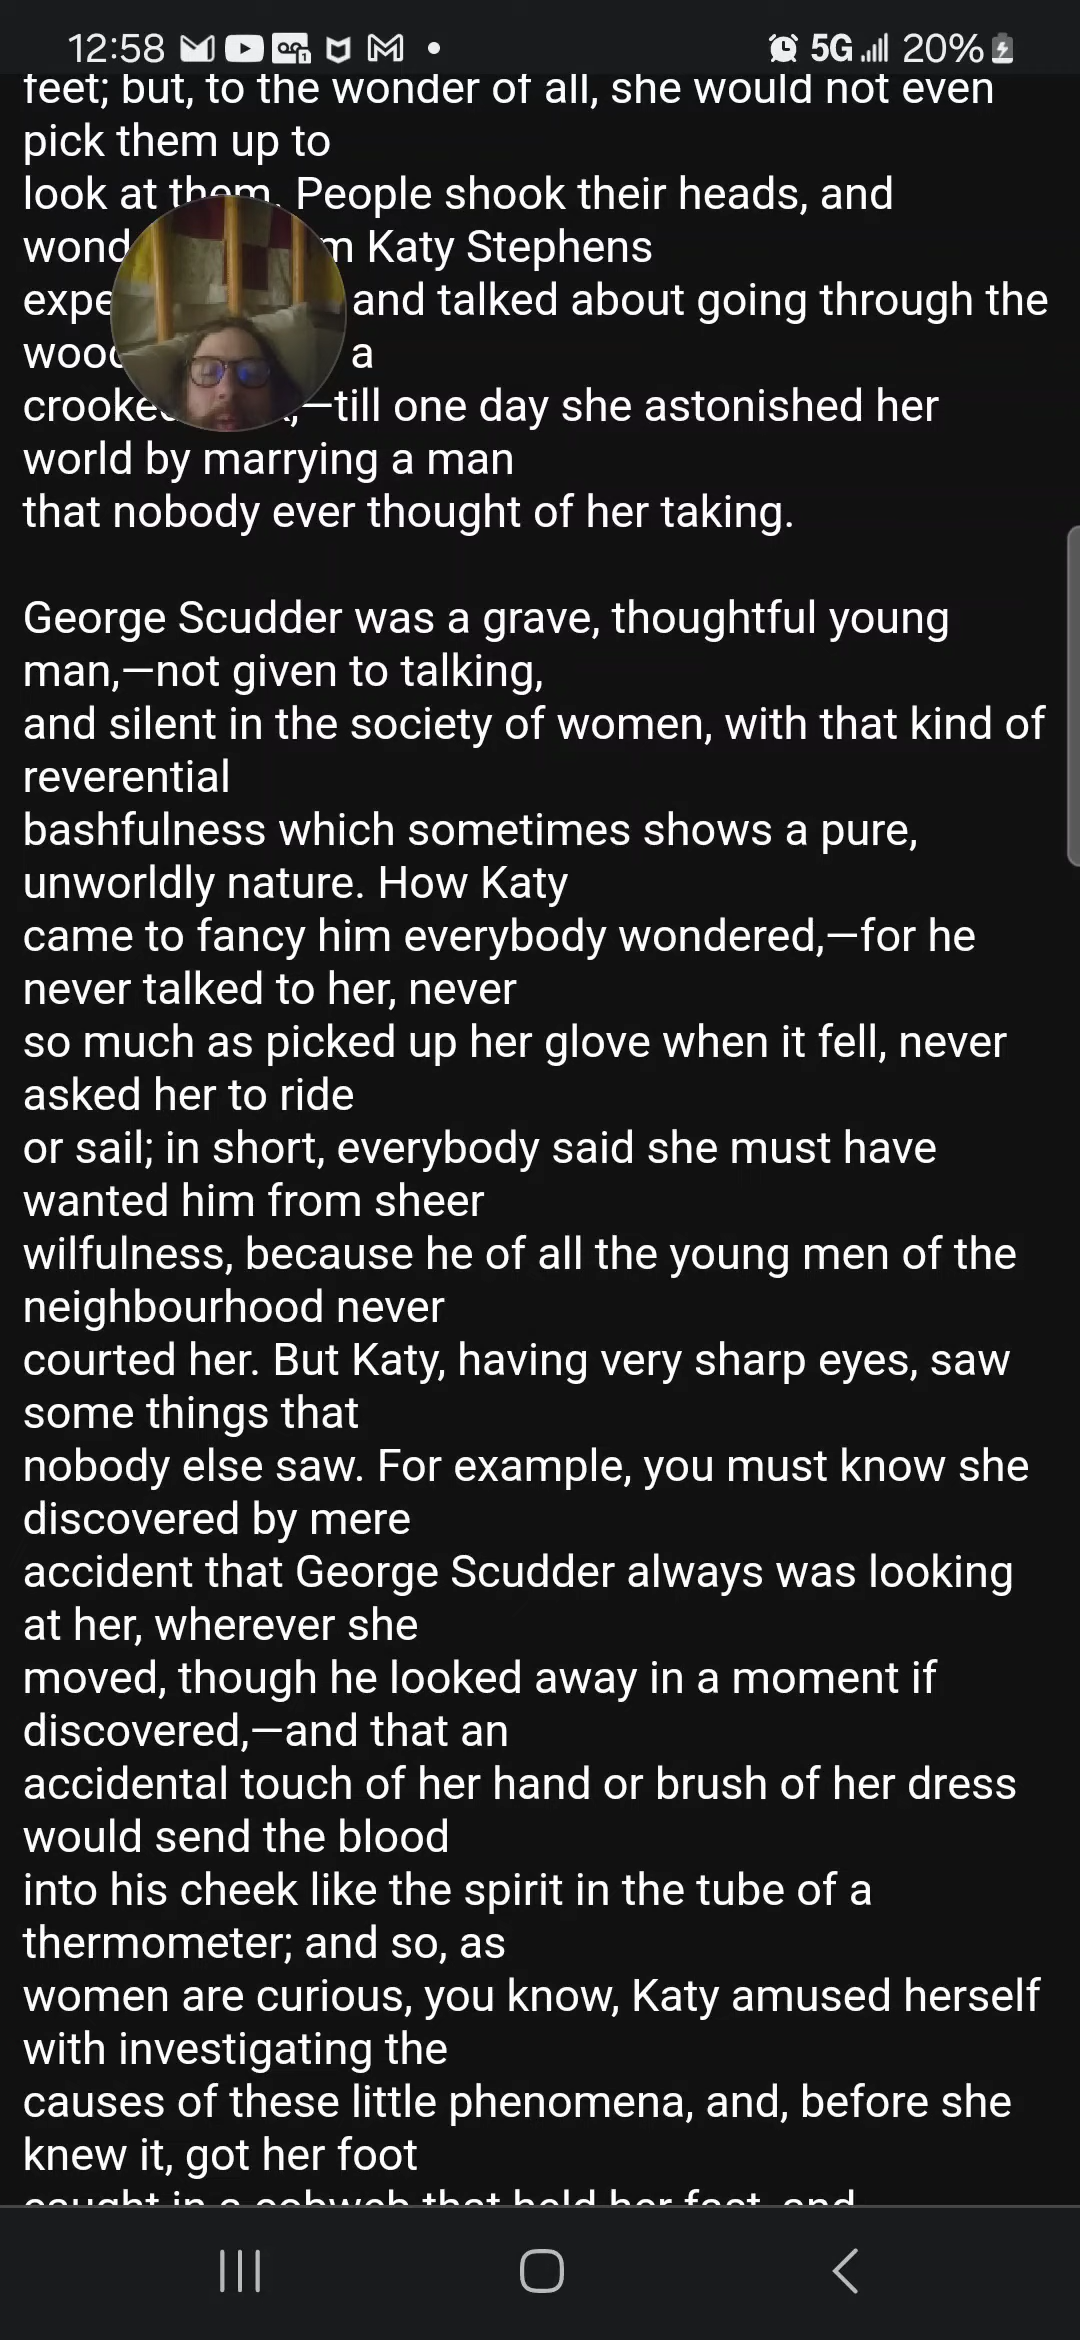 12:58 5G 20%
feet; but, to the wonder of all, she would not even
pick them up to
look at them. People shook their heads, and
Katy Stephens
and talked about going through the
a
till one day she astonished her
world by marrying a man
that nobody ever thought of her taking.
George Scudder was a grave, thoughtful young
man,—not given to talking,
and silent in the society of women, with that kind of
reverential
bashfulness which sometimes shows a pure,
unworldly nature. How Katy
came to fancy him everybody wondered,—for he
never talked to her, never
so much as picked up her glove when it fell, never
asked her to ride
or sail; in short, everybody said she must have
wanted him from sheer
wilfulness, because he of all the young men of the
neighbourhood never
courted her. But Katy, having very sharp eyes, saw
some things that
nobody else saw. For example, you must know she
discovered by mere
accident that George Scudder always was looking
at her, wherever she
moved, though he looked away in a moment if
discovered,—and that an
accidental touch of her hand or brush of her dress
would send the blood
into his cheek like the spirit in the tube of a
thermometer; and so, as
women are curious, you know, Katy amused herself
with investigating the
causes of these little phenomena, and, before she
knew it, got her foot
caught in a cobweb that held her fast, and